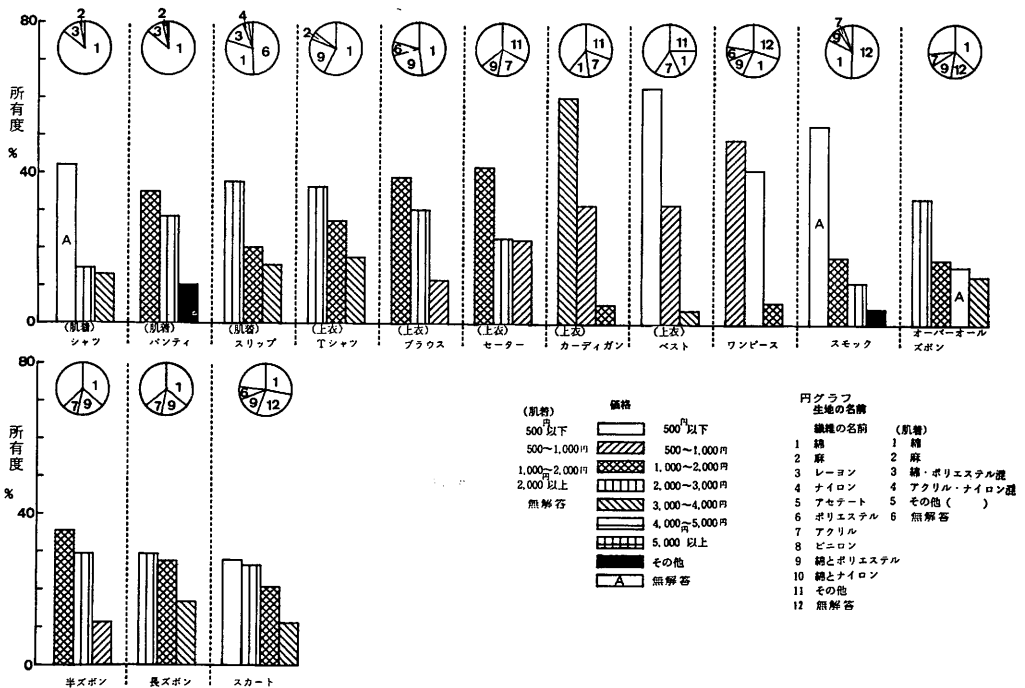 80
所有度
%
40
0
2
3
1
2
3
1
4
3
6
1
2
1
9
1
6
9
11
9
7
11
1
7
11
7
1
12
6
9
1
7
9
12
1
1
7
9
12
A
A
A
(肌着)
シャツ
(肌着)
パンティ
(肌着)
スリップ
(上衣)
Tシャツ
(上衣)
ブラウス
(上衣)
セーター
(上衣)
カーディガン
(上衣)
ベスト
ワンピース
スモック
オーバーオール
ズボン
80
所有度
%
40
0
1
7
9
1
7
9
1
6
9
12
半ズボン
長ズボン
スカート
(肌着)
500円以下
500〜1,000円
1,000〜2,000円
2,000以上
無解答
価格
500円以下
500〜1,000円
1,000〜2,000円
2,000〜3,000円
3,000〜4,000円
4,000〜5,000円
5,000円以上
その他
A 無解答
円グラフ
生地の名前
繊維の名前
1 綿
2 麻
3 レーヨン
4 ナイロン
5 アセテート
6 ポリエステル
7 アクリル
8 ビニロン
9 綿とポリエステル
10 綿とナイロン
11 その他
12 無解答
(肌着)
1 綿
2 麻
3 綿・ポリエステル混
4 アクリル・ナイロン混
5 その他( )
6 無解答